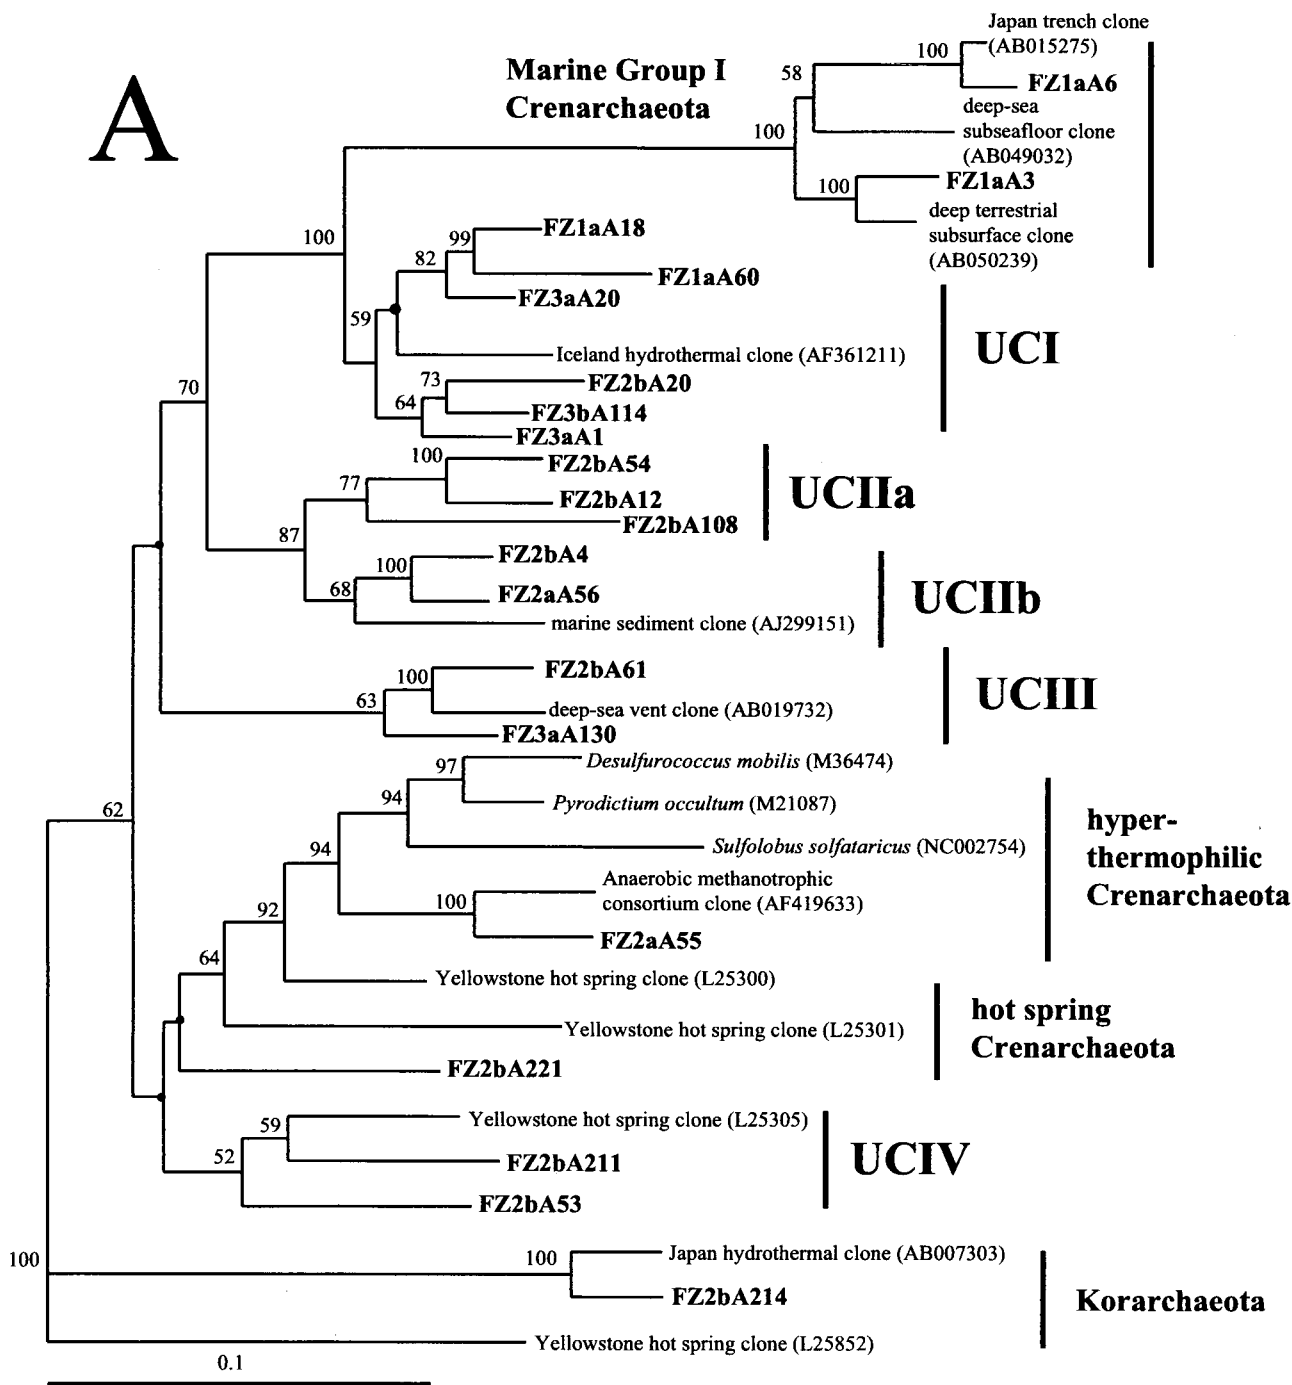 A
Marine Group I
Crenarchaeota
Japan trench clone
(AB015275)
100
58
FZ1aA6
deep-sea
subseafloor clone
(AB049032)
100
FZ1aA3
100
deep terrestrial
subsurface clone
(AB050239)
100
FZ1aA18
99
82
FZ1aA60
FZ3aA20
59
Iceland hydrothermal clone (AF361211)
UCI
73
FZ2bA20
70
64
FZ3bA114
FZ3aA1
100
FZ2bA54
77
FZ2bA12
UCIIa
FZ2bA108
87
FZ2bA4
100
68
FZ2aA56
UCIIb
marine sediment clone (AJ299151)
FZ2bA61
100
63
deep-sea vent clone (AB019732)
UCIII
FZ3aA130
Desulfurococcus mobilis (M36474)
97
94
Pyrodictium occultum (M21087)
62
94
Sulfolobus solfataricus (NC002754)
hyper-
thermophilic
Crenarchaeota
Anaerobic methanotrophic
consortium clone (AF419633)
100
92
FZ2aA55
64
Yellowstone hot spring clone (L25300)
Yellowstone hot spring clone (L25301)
hot spring
Crenarchaeota
FZ2bA221
Yellowstone hot spring clone (L25305)
59
52
FZ2bA211
UCIV
FZ2bA53
100
Japan hydrothermal clone (AB007303)
100
FZ2bA214
Korarchaeota
Yellowstone hot spring clone (L25852)
0.1